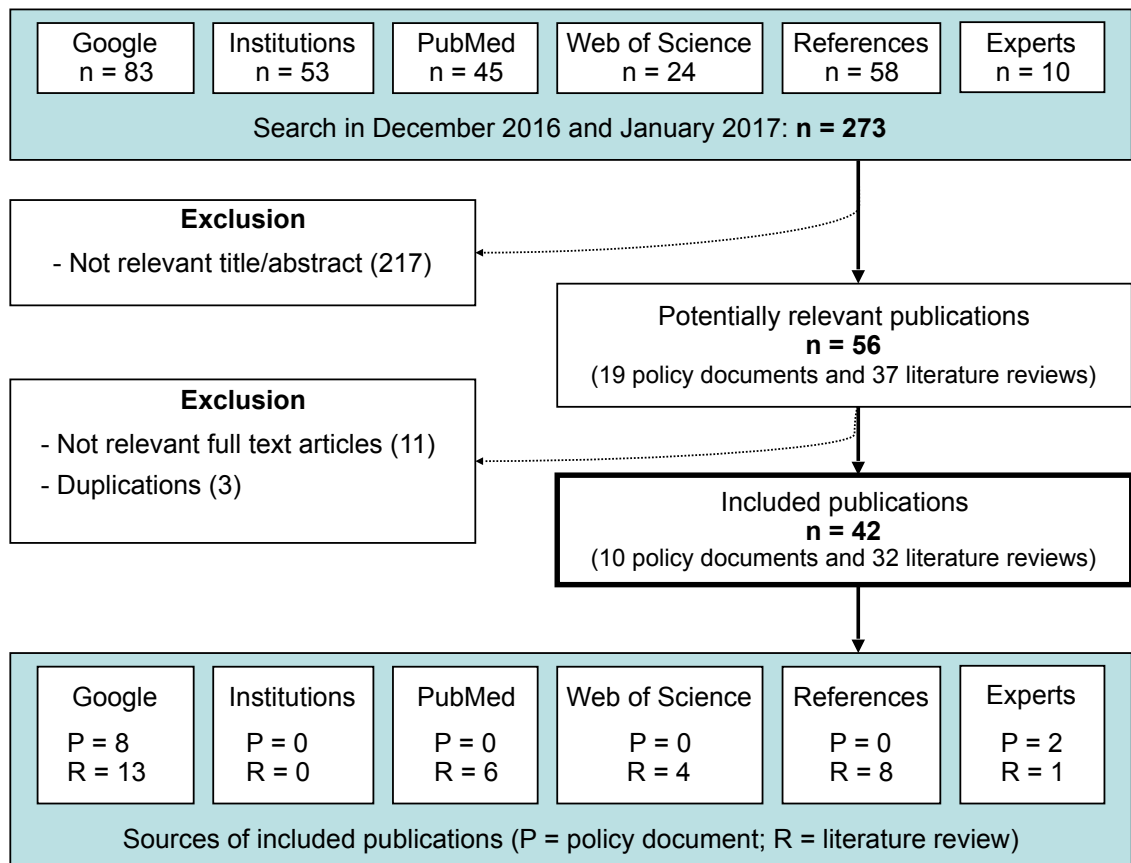 Google
n = 83
Institutions
n = 53
PubMed
n = 45
Web of Science
n = 24
References
n = 58
Experts
n = 10
Search in December 2016 and January 2017: n = 273
Exclusion
- Not relevant title/abstract (217)
Potentially relevant publications
n = 56
(19 policy documents and 37 literature reviews)
Exclusion
- Not relevant full text articles (11)
- Duplications (3)
Included publications
n = 42
(10 policy documents and 32 literature reviews)
Google
P = 8
R = 13
Institutions
P = 0
R = 0
PubMed
P = 0
R = 6
Web of Science
P = 0
R = 4
References
P = 0
R = 8
Experts
P = 2
R = 1
Sources of included publications (P = policy document; R = literature review)